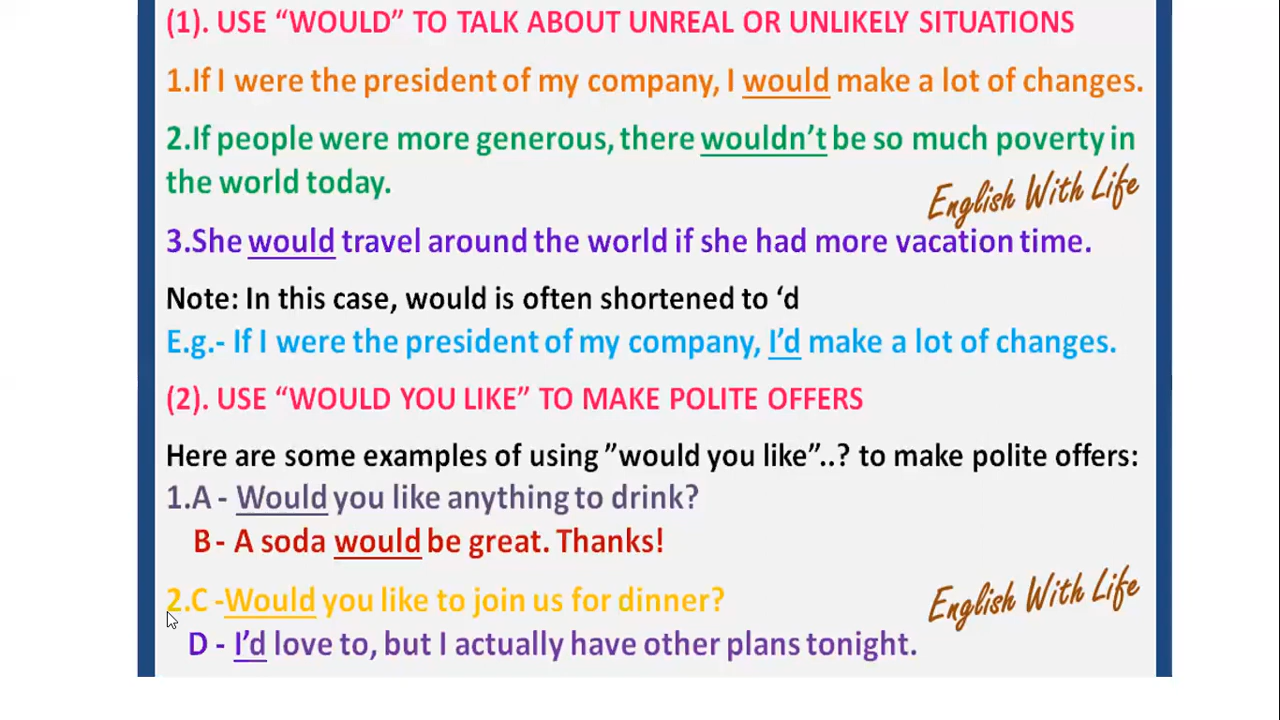 (1). USE “WOULD” TO TALK ABOUT UNREAL OR UNLIKELY SITUATIONS
1.If I were the president of my company, I would make a lot of changes.
2.If people were more generous, there wouldn’t be so much poverty in
the world today.
English With Life
3.She would travel around the world if she had more vacation time.
Note: In this case, would is often shortened to ‘d
E.g.- If I were the president of my company, I’d make a lot of changes.
(2). USE “WOULD YOU LIKE” TO MAKE POLITE OFFERS
Here are some examples of using ”would you like”..? to make polite offers:
1.A - Would you like anything to drink?
B - A soda would be great. Thanks!
2.C -Would you like to join us for dinner?
English With Life
D - I’d love to, but I actually have other plans tonight.